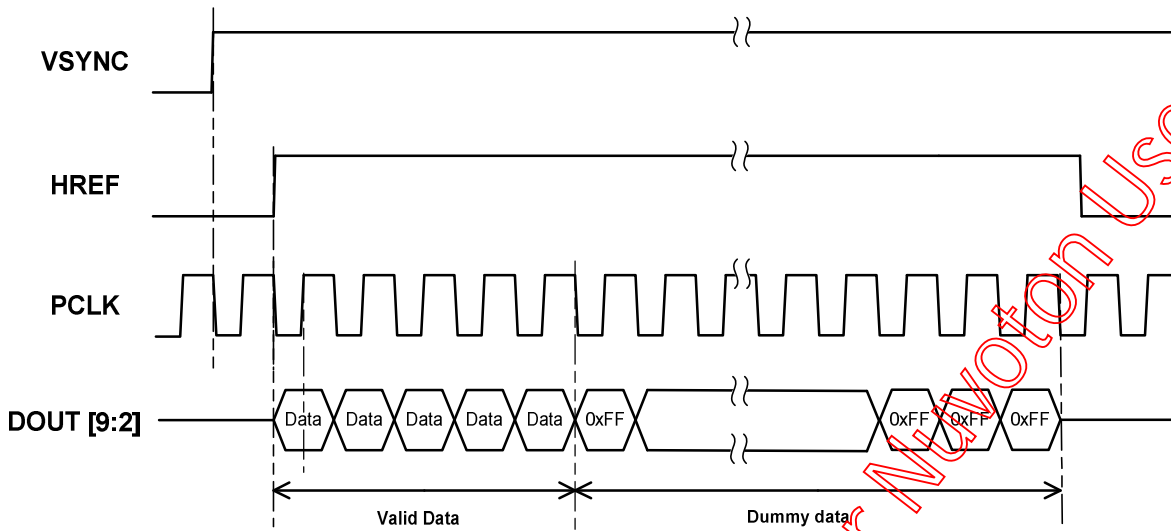 VSYNC
HREF
PCLK
DOUT [9:2]
Data Data Data Data Data 0xFF 0xFF 0xFF 0xFF
Valid Data
Dummy data
Nuvoton